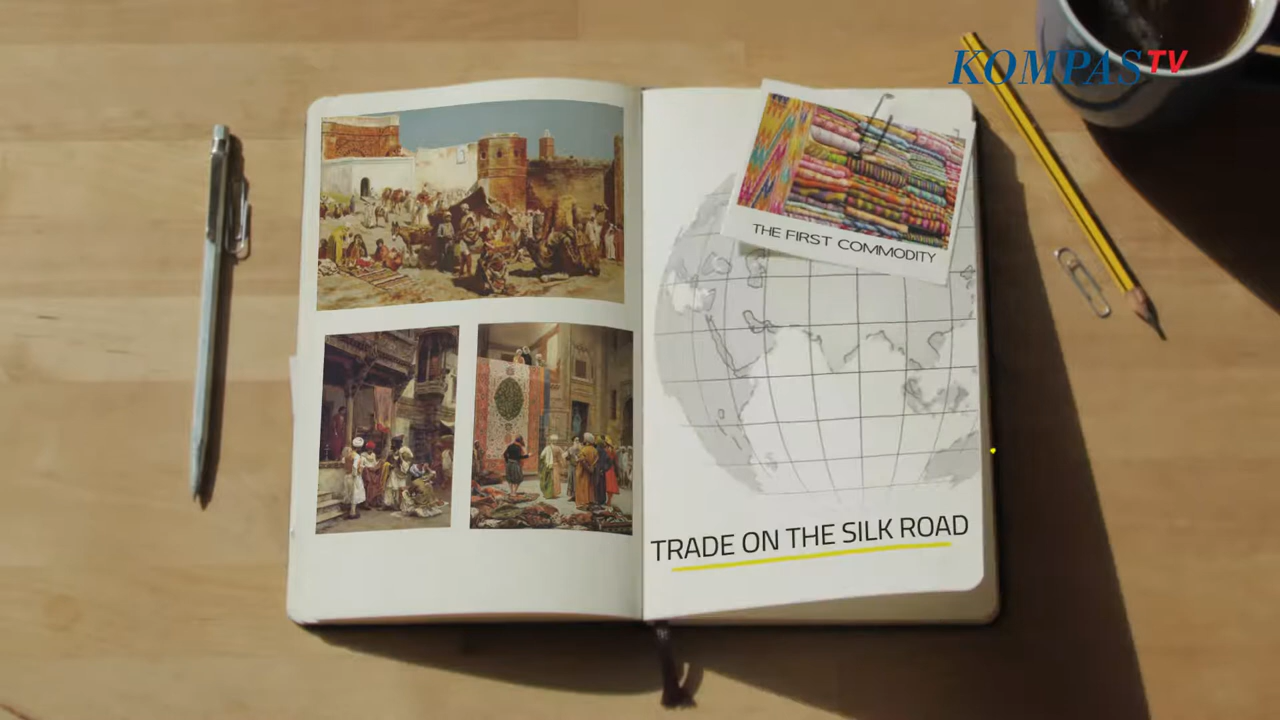 KOMPASTV
THE FIRST COMMODITY
TRADE ON THE SILK ROAD